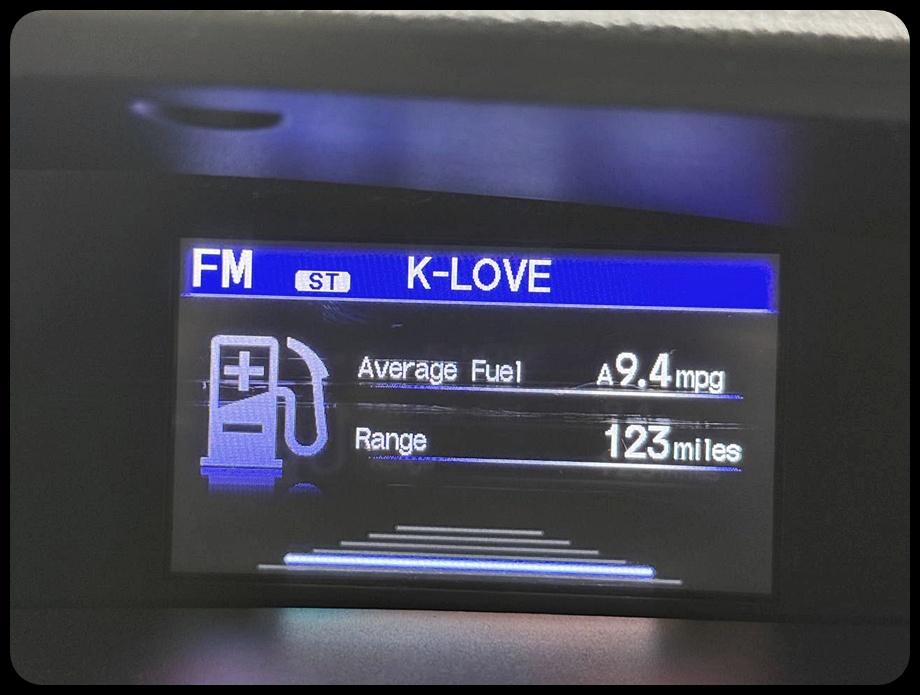 FM ST K-LOVE
Average Fuel A9.4mpg
Range 123miles